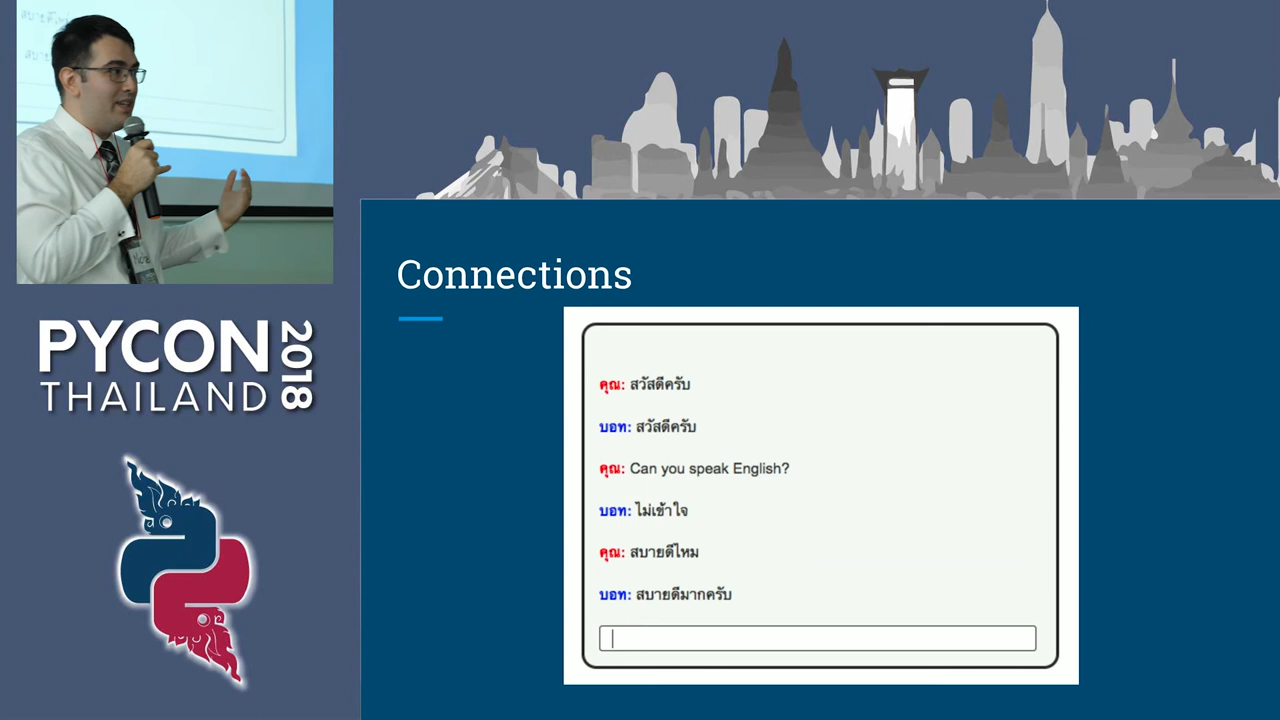 PYCON
THAILAND
2018
Connections
คุณ: สวัสดีครับ
บอท: สวัสดีครับ
คุณ: Can you speak English?
บอท: ไม่เข้าใจ
คุณ: สบายดีไหม
บอท: สบายดีมากครับ